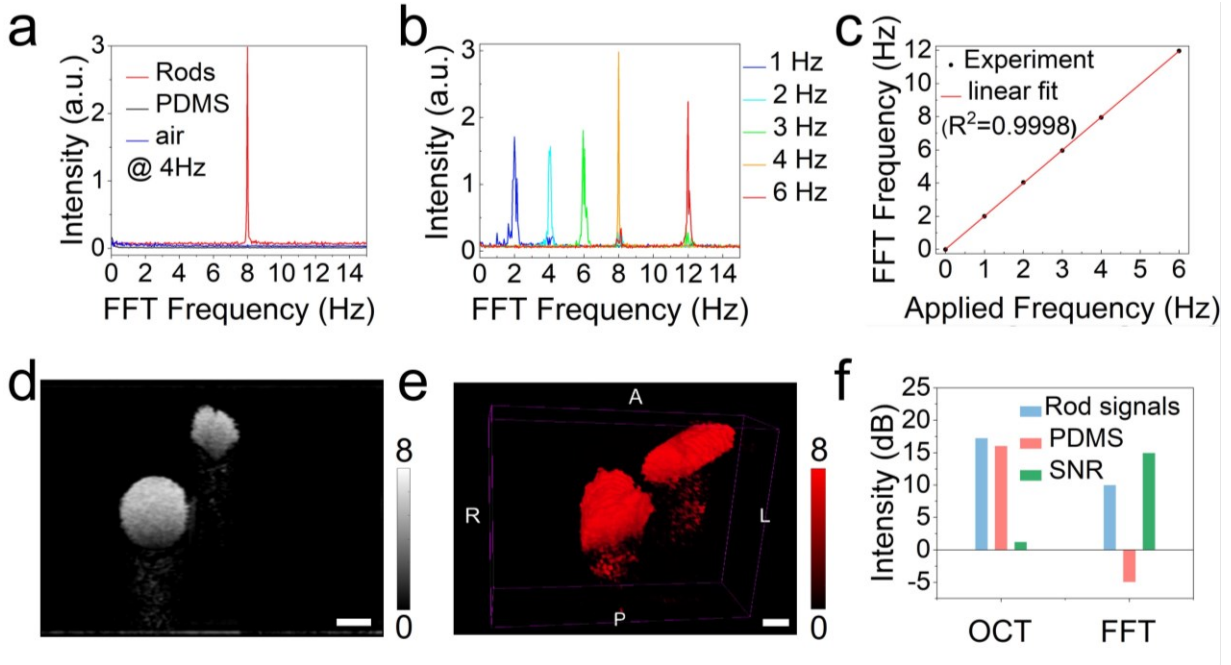 a
Intensity (a.u.)
3
2
1
0
Rods
PDMS
air
@ 4Hz
0 2 4 6 8 10 12 14
FFT Frequency (Hz)
b
Intensity (a.u.)
3
2
1
0
1 Hz
2 Hz
3 Hz
4 Hz
6 Hz
0 2 4 6 8 10 12 14
FFT Frequency (Hz)
c
FFT Frequency (Hz)
12
10
8
6
4
2
0
Experiment
linear fit
(R²=0.9998)
0 1 2 3 4 5 6
Applied Frequency (Hz)
d
8
0
e
A
R
L
P
8
0
f
Intensity (dB)
25
20
15
10
5
0
-5
Rod signals
PDMS
SNR
OCT FFT